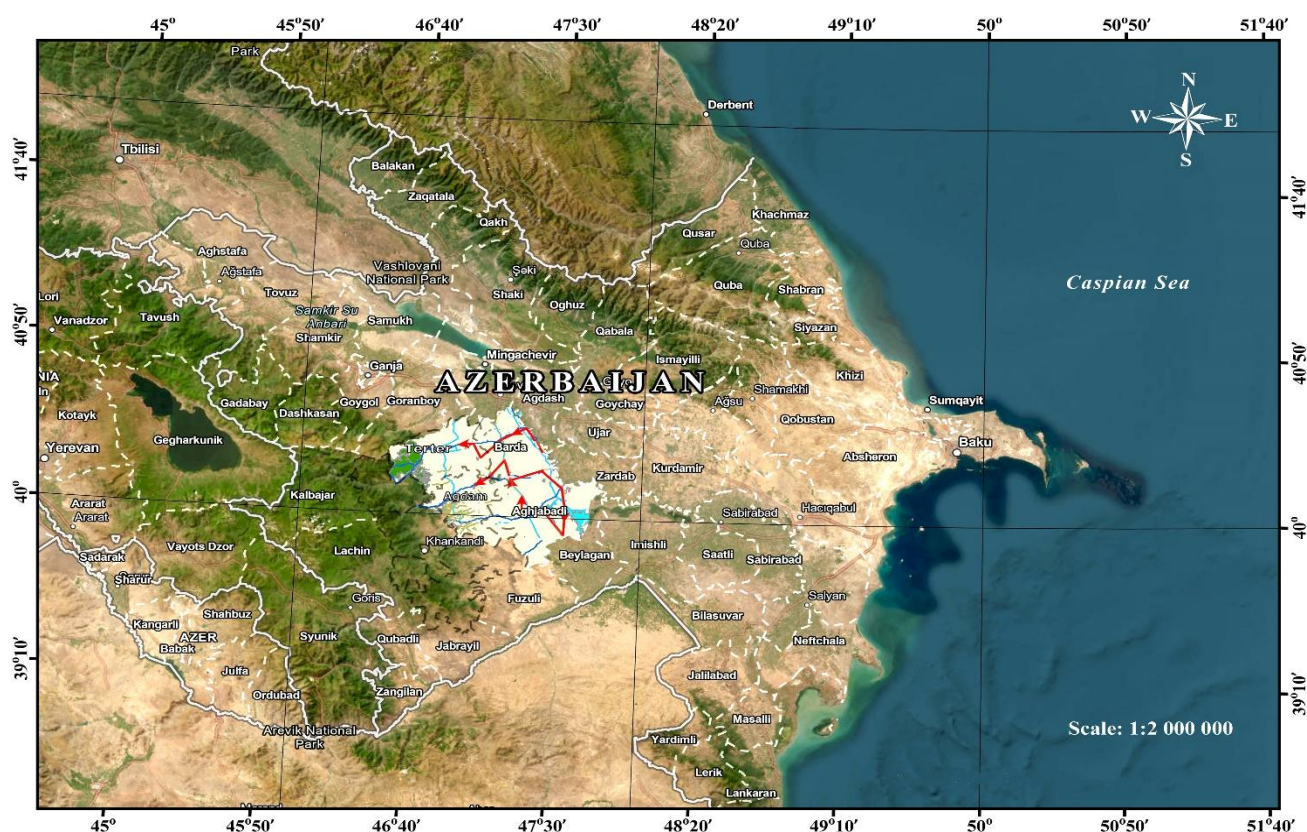 45° 45°50′ 46°40′ 47°30′ 48°20′ 49°10′ 50° 50°50′ 51°40′
Park
N
Derbent
W E
S
41°40′
Tbilisi
Balakan
Zaqatala
41°40′
Khachmaz
Qakh
Qusar
Quba
Aghstafa
Vashlovani
National Park
Ağstafa
Şəki
Caspian Sea
Tovuz
Shaki
Quba
Shabran
Lori
Oghuz
Tavush
Samkir Su
Anbari
Samukh
40°50′
Vanadzor
Shamkir
Qabala
Siyazan
Mingachevir
Ismayilli
40°50′
Ganja
Khizi
NIA
AZERBAIJAN
In
Shamakhi
Kotayk
Gadabay
Goygol
Goranboy
Agdash
Goychay
Ağsu
Sumqayit
Dashkasan
Qobustan
Gegharkunik
Ujar
Yerevan
Terter
Barda
Baku
Absheron
Zardab
Kurdamir
40°
Kalbajar
Agdam
Ararat
Aghjabadi
Sabirabad
Hacıqabul
40°
Ararat
Khankandi
Imishli
Vayots Dzor
Lachin
Beylagan
Saatli
Sabirabad
Sadarak
Sharur
Goris
Fuzuli
Salyan
Shahbuz
Bilasuvar
Kangarli
AZER
Syunik
Qubadli
Jabrayil
Neftchala
Babak
39°10′
Julfa
Jalilabad
Ordubad
Zangilan
39°10′
Masalli
Arevik National
Park
Scale: 1:2 000 000
Yardimli
Lerik
Lankaran
45° 45°50′ 46°40′ 47°30′ 48°20′ 49°10′ 50° 50°50′ 51°40′